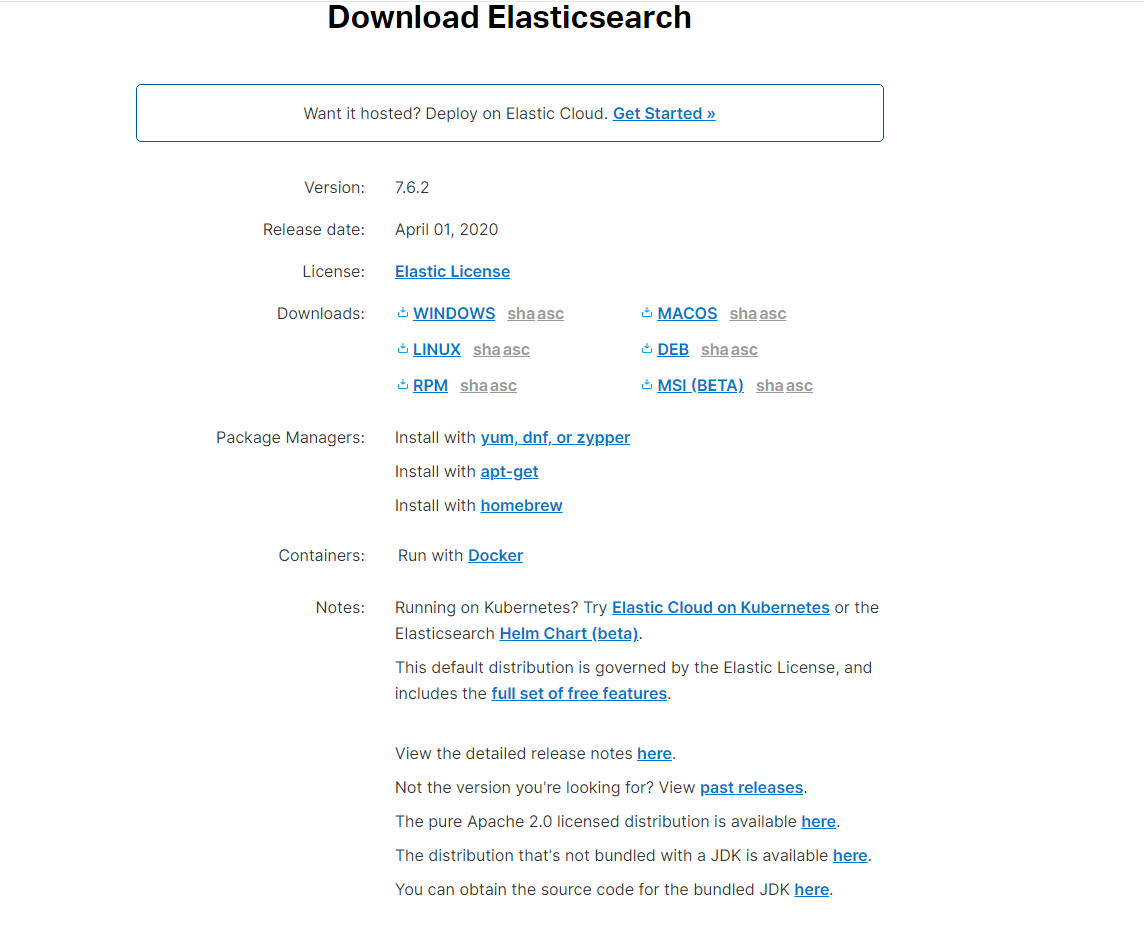 Download Elasticsearch
Want it hosted? Deploy on Elastic Cloud. Get Started »
Version: 7.6.2
Release date: April 01, 2020
License: Elastic License
Downloads: WINDOWS sha asc MACOS sha asc
LINUX sha asc DEB sha asc
RPM sha asc MSI (BETA) sha asc
Package Managers: Install with yum, dnf, or zypper
Install with apt-get
Install with homebrew
Containers: Run with Docker
Notes: Running on Kubernetes? Try Elastic Cloud on Kubernetes or the
Elasticsearch Helm Chart (beta).
This default distribution is governed by the Elastic License, and
includes the full set of free features.
View the detailed release notes here.
Not the version you're looking for? View past releases.
The pure Apache 2.0 licensed distribution is available here.
The distribution that's not bundled with a JDK is available here.
You can obtain the source code for the bundled JDK here.